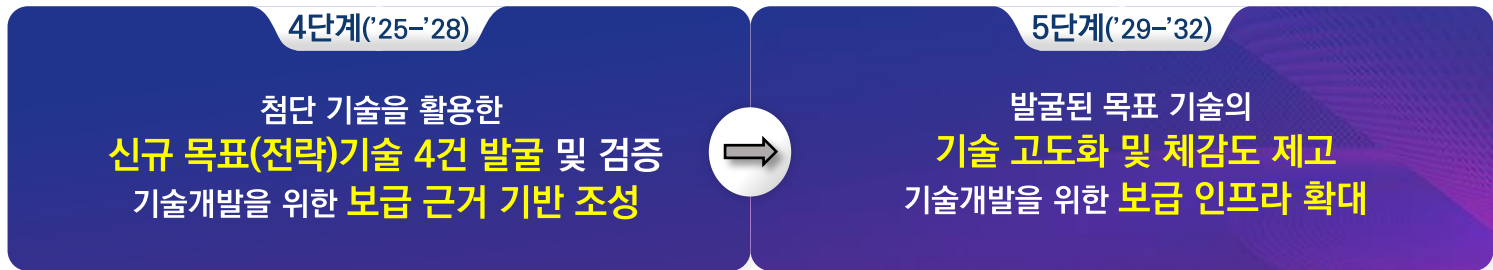 4단계('25-'28)
첨단 기술을 활용한
신규 목표(전략)기술 4건 발굴 및 검증
기술개발을 위한 보급 근거 기반 조성
5단계('29-'32)
발굴된 목표 기술의
기술 고도화 및 체감도 제고
기술개발을 위한 보급 인프라 확대